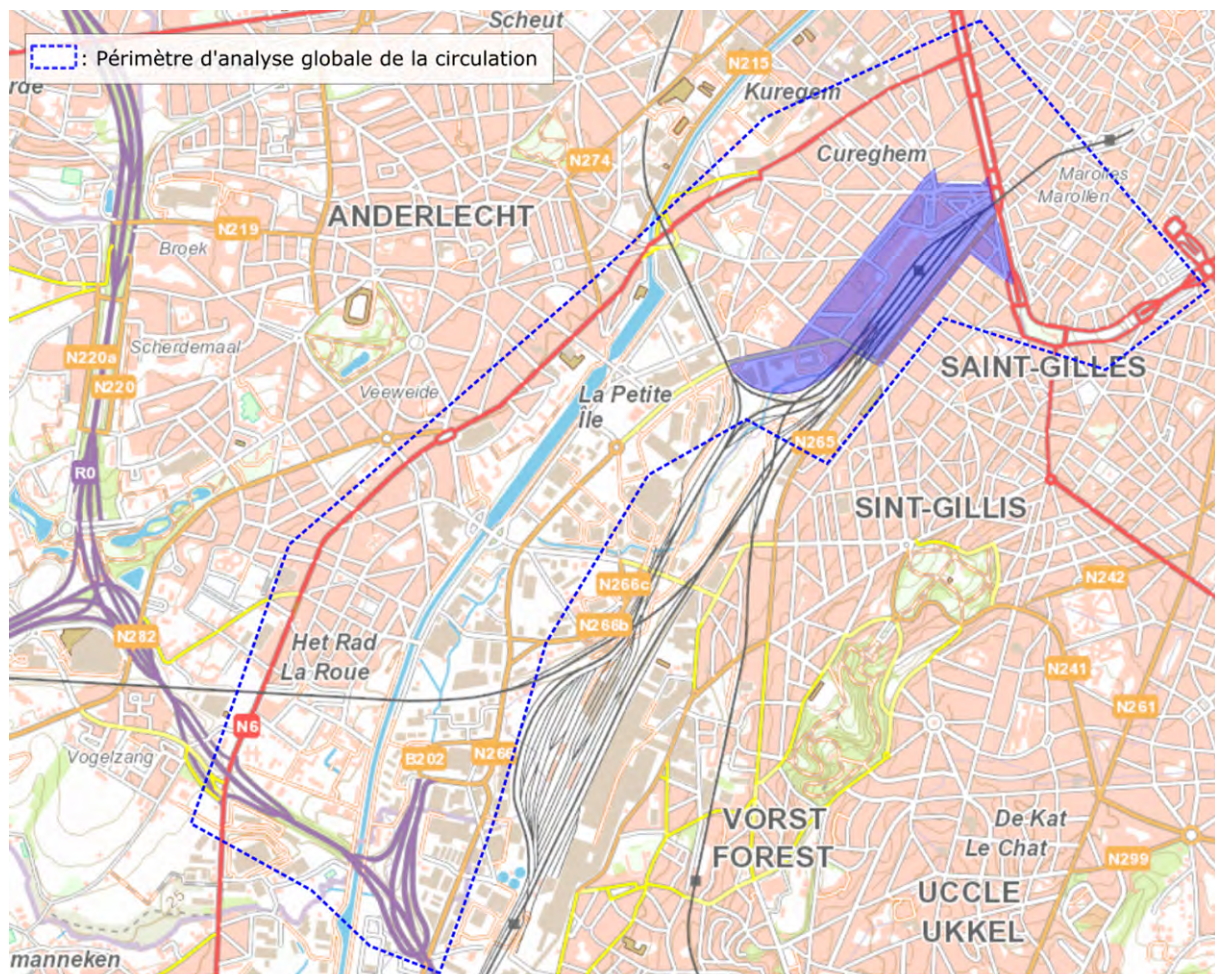 Scheut
: Périmètre d'analyse globale de la circulation
N215
rde
Kuregem
N274
Cureghem
Marolles
Marollen
ANDERLECHT
N219
Broek
N220a
Scherdemaal
N220
Veeweide
La Petite
Île
SAINT-GILLES
N265
R0
SINT-GILLIS
N266c
N242
N266b
N282
Het Rad
La Roue
N241
N261
N6
Vogelzang
B202
N266
VORST
FOREST
De Kat
Le Chat
N299
UCCLE
UKKEL
manneken